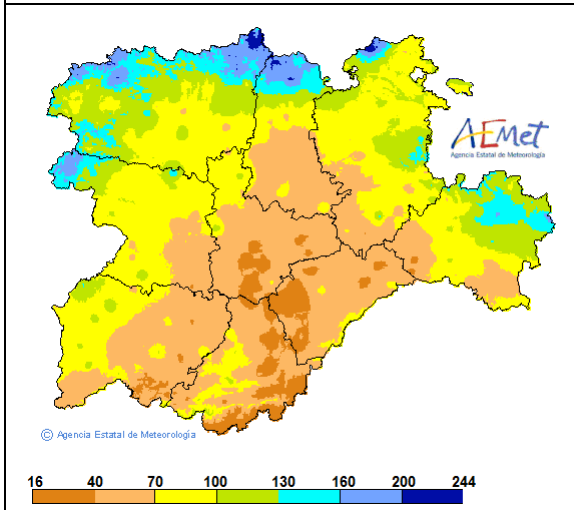 AEMet
Agencia Estatal de Meteorología
© Agencia Estatal de Meteorología
16 40 70 100 130 160 200 244